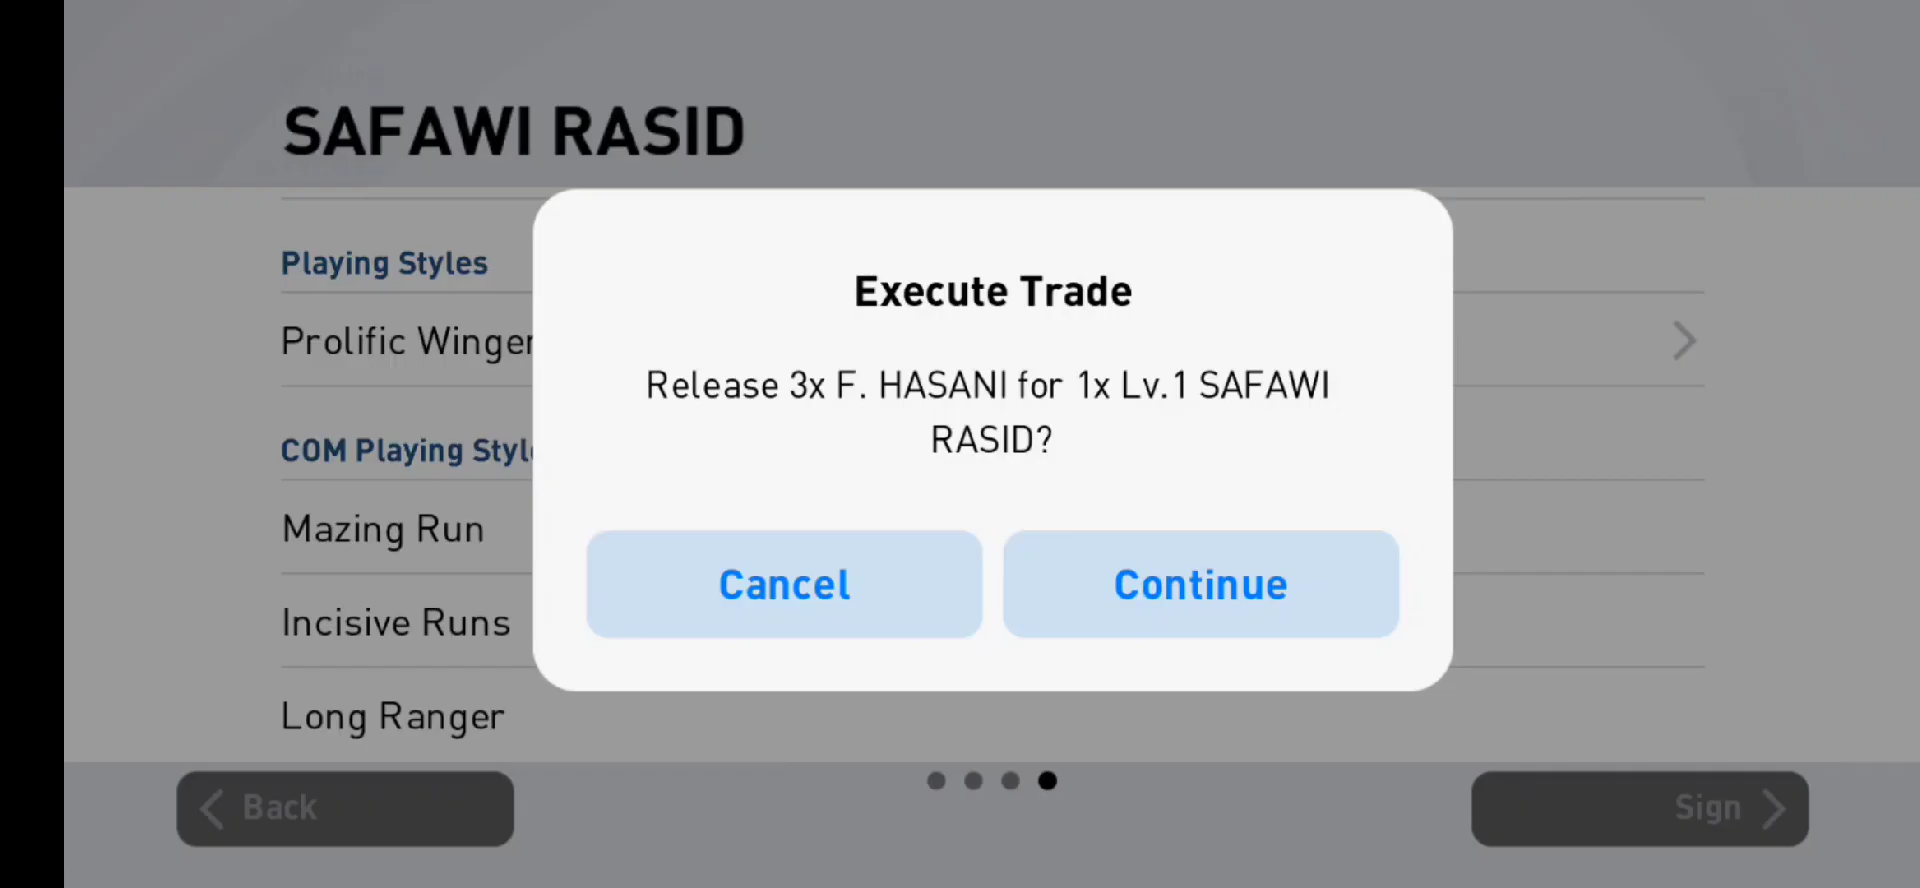 SAFAWI RASID
Playing Styles
Prolific Winger
COM Playing Styl
Mazing Run
Incisive Runs
Long Ranger
Execute Trade
Release 3x F. HASANI for 1x Lv.1 SAFAWI
RASID?
Cancel
Continue
Back
Sign